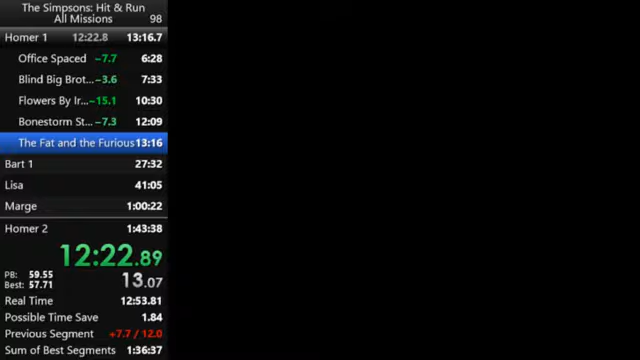 The Simpsons: Hit & Run
All Missions 98
Homer 1 12:22.8 13:16.7
Office Spaced −7.7 6:28
Blind Big Brot... −3.6 7:33
Flowers By Ir... −15.1 10:30
Bonestorm St... −7.3 12:09
The Fat and the Furious 13:16
Bart 1 27:32
Lisa 41:05
Marge 1:00:22
Homer 2 1:43:38
12:22.89
PB: 59.55
Best: 57.71
13.07
Real Time 12:53.81
Possible Time Save 1.84
Previous Segment +7.7 / 12.0
Sum of Best Segments 1:36:37